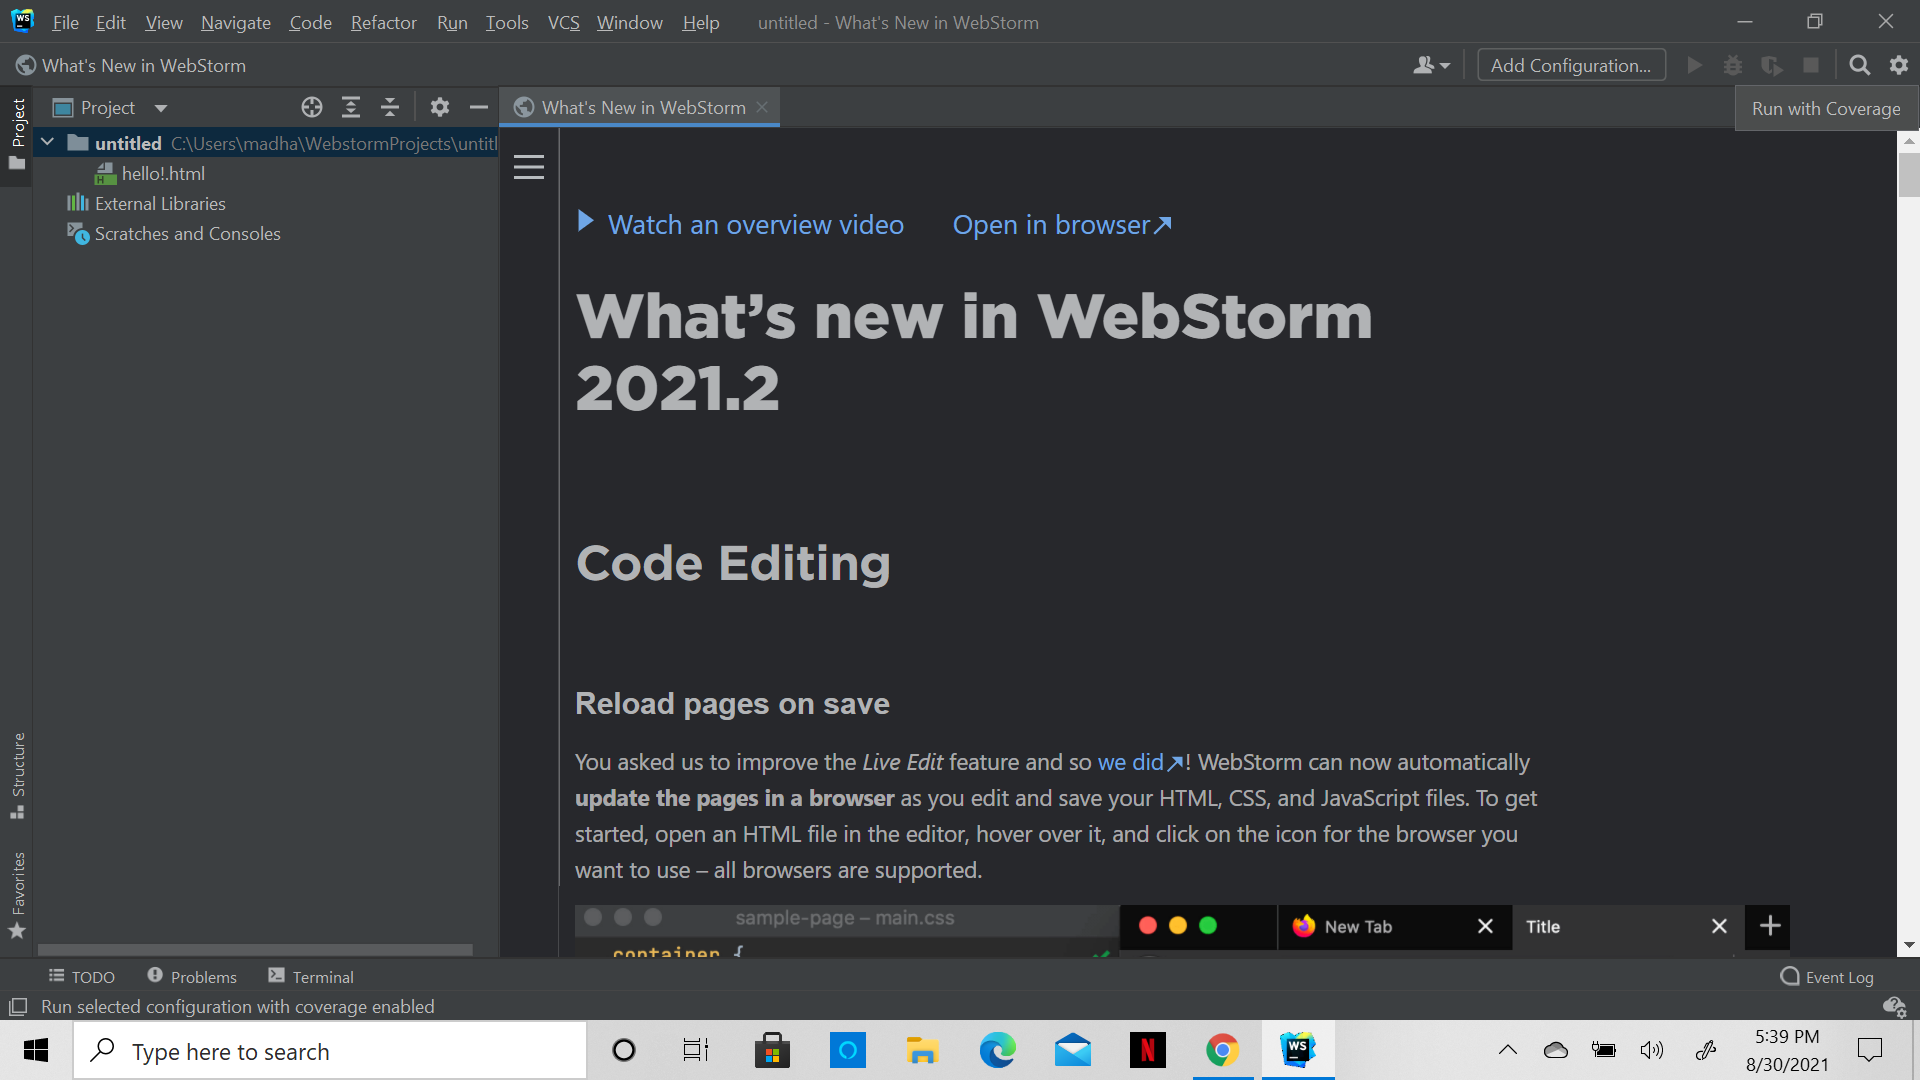 File Edit View Navigate Code Refactor Run Tools VCS Window Help untitled - What's New in WebStorm
What's New in WebStorm
Add Configuration...
Project
What's New in WebStorm
Run with Coverage
Project
untitled C:\Users\madha\WebstormProjects\untitl
hello!.html
External Libraries
Scratches and Consoles
Watch an overview video Open in browser↗
What’s new in WebStorm
2021.2
Code Editing
Reload pages on save
You asked us to improve the Live Edit feature and so we did↗! WebStorm can now automatically
update the pages in a browser as you edit and save your HTML, CSS, and JavaScript files. To get
started, open an HTML file in the editor, hover over it, and click on the icon for the browser you
want to use – all browsers are supported.
sample-page – main.css
New Tab
Title
container {
Structure
Favorites
TODO Problems Terminal
Event Log
Run selected configuration with coverage enabled
Type here to search
N
WS
5:39 PM
8/30/2021